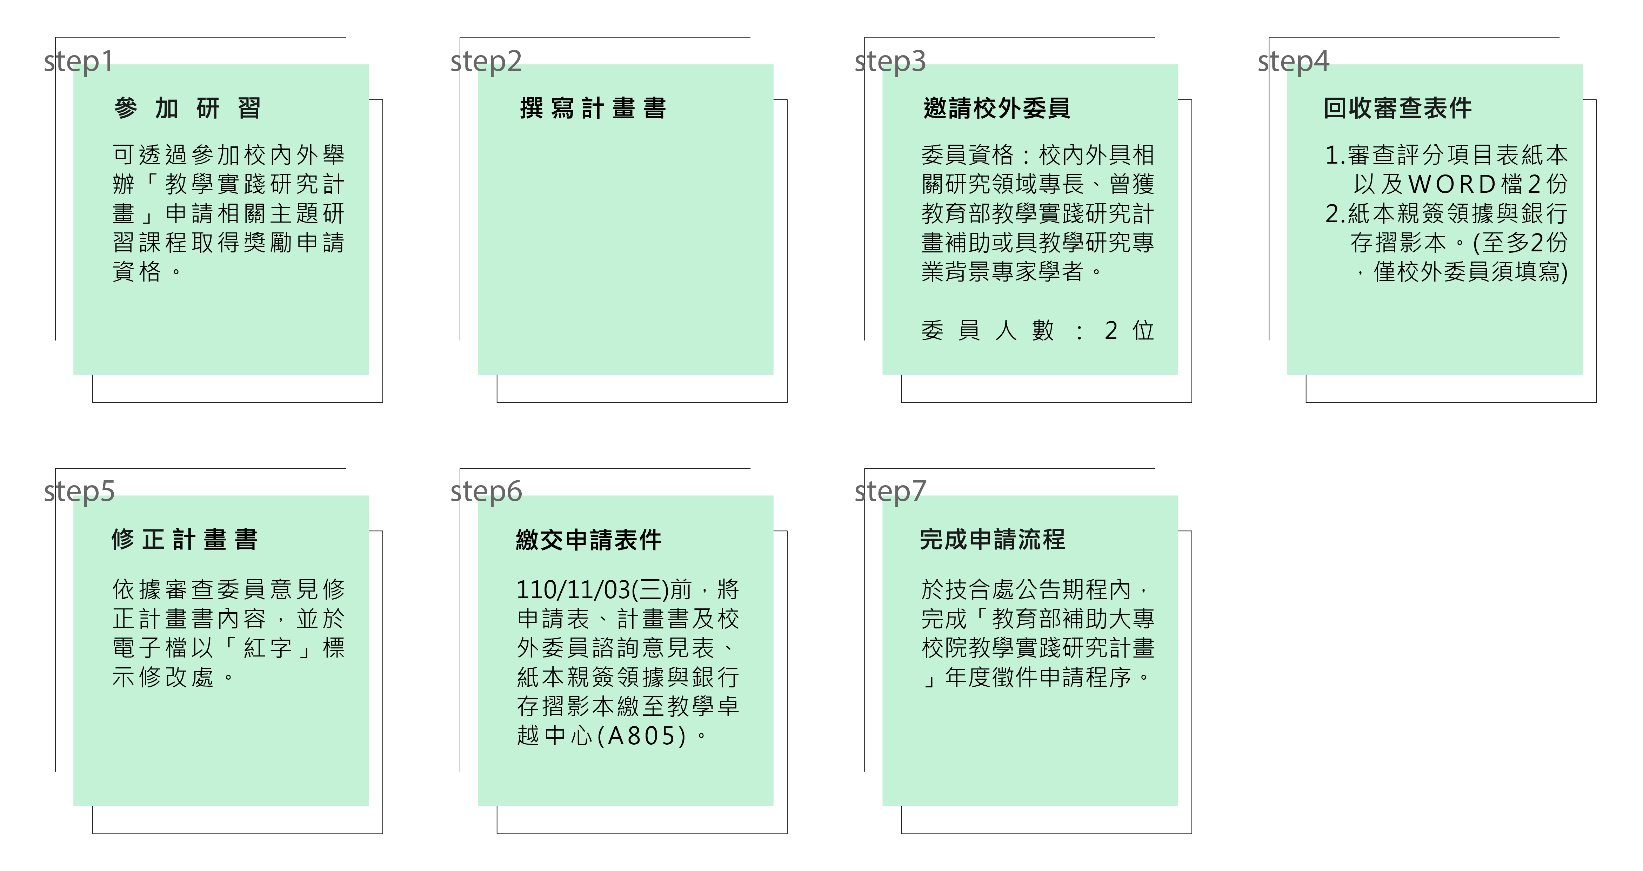 step1
參加研習
可透過參加校內外舉
辦「教學實踐研究計
畫」申請相關主題研
習課程取得獎勵申請
資格。
step2
撰寫計畫書
step3
邀請校外委員
委員資格：校內外具相
關研究領域專長、曾獲
教育部教學實踐研究計
畫補助或具教學研究專
業背景專家學者。
委員人數：2位
step4
回收審查表件
1.審查評分項目表紙本
以及WORD檔2份
2.紙本親簽領據與銀行
存摺影本。(至多2份
，僅校外委員須填寫)
step5
修正計畫書
依據審查委員意見修
正計畫書內容，並於
電子檔以「紅字」標
示修改處。
step6
繳交申請表件
110/11/03(三)前，將
申請表、計畫書及校
外委員諮詢意見表、
紙本親簽領據與銀行
存摺影本繳至教學卓
越中心(A805)。
step7
完成申請流程
於技合處公告期程內，
完成「教育部補助大專
校院教學實踐研究計畫
」年度徵件申請程序。